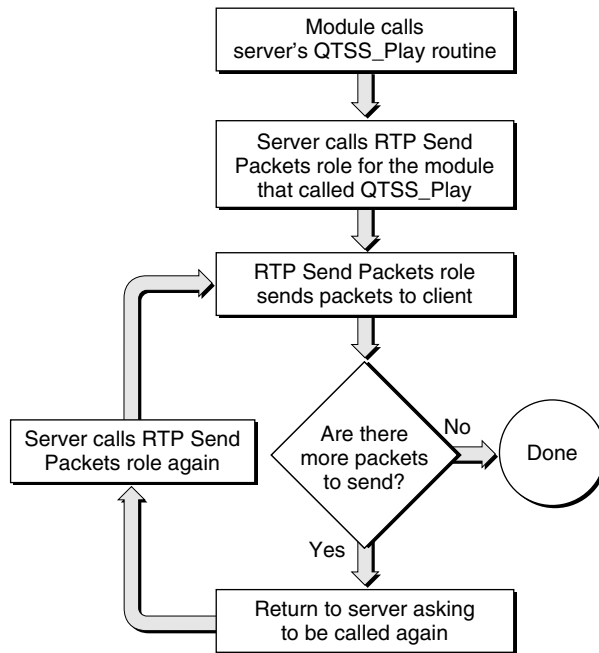 Module calls
server’s QTSS_Play routine
Server calls RTP Send
Packets role for the module
that called QTSS_Play
RTP Send Packets role
sends packets to client
Are there
more packets
to send?
No
Done
Yes
Return to server asking
to be called again
Server calls RTP Send
Packets role again